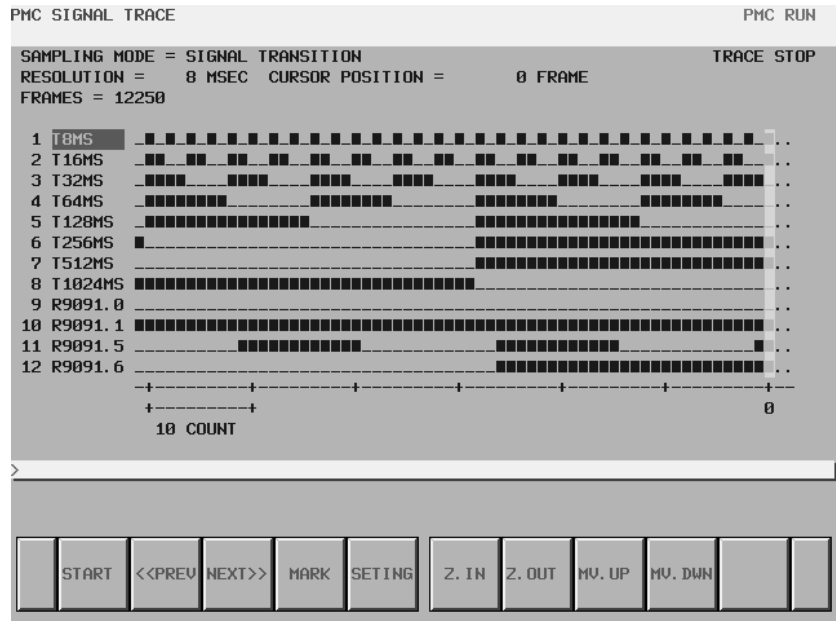 PMC SIGNAL TRACE PMC RUN
SAMPLING MODE = SIGNAL TRANSITION TRACE STOP
RESOLUTION = 8 MSEC CURSOR POSITION = 0 FRAME
FRAMES = 12250
1 T8MS
2 T16MS
3 T32MS
4 T64MS
5 T128MS
6 T256MS
7 T512MS
8 T1024MS
9 R9091.0
10 R9091.1
11 R9091.5
12 R9091.6
0
10 COUNT
>
START <<PREV NEXT>> MARK SETING Z.IN Z.OUT MV.UP MV.DWN